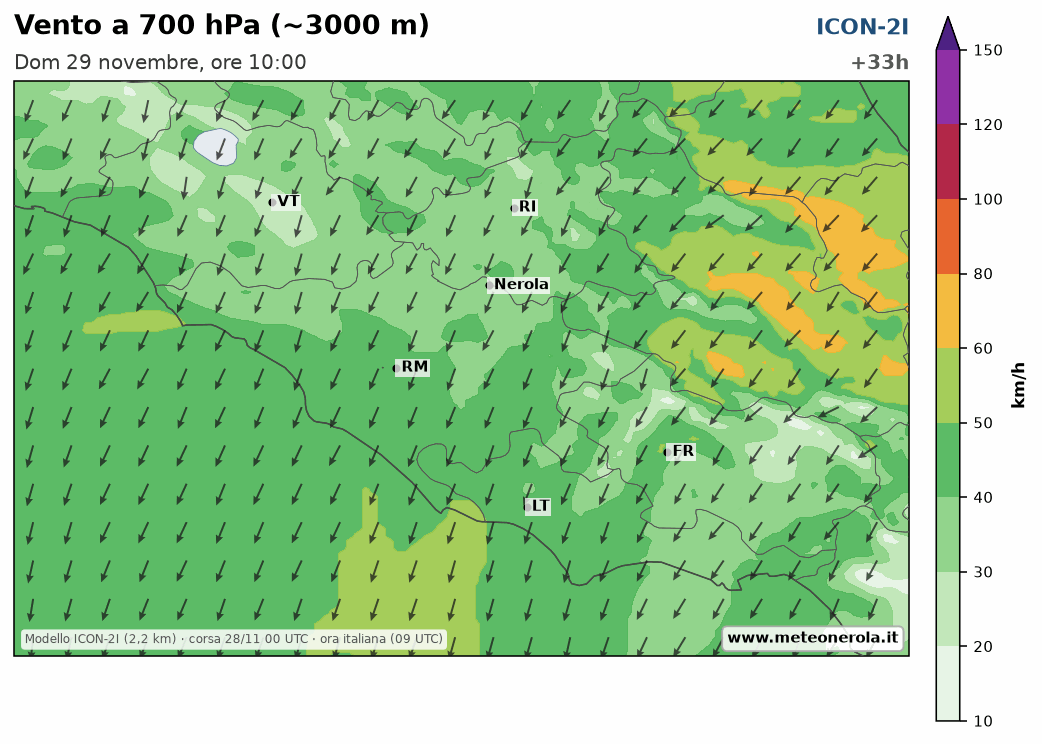 Vento a 700 hPa (~3000 m)
ICON-2I
Dom 29 novembre, ore 10:00
+33h
150
120
100
80
60
50
40
30
20
10
km/h
VT
RI
Nerola
RM
FR
LT
Modello ICON-2I (2,2 km) · corsa 28/11 00 UTC · ora italiana (09 UTC)
www.meteonerola.it